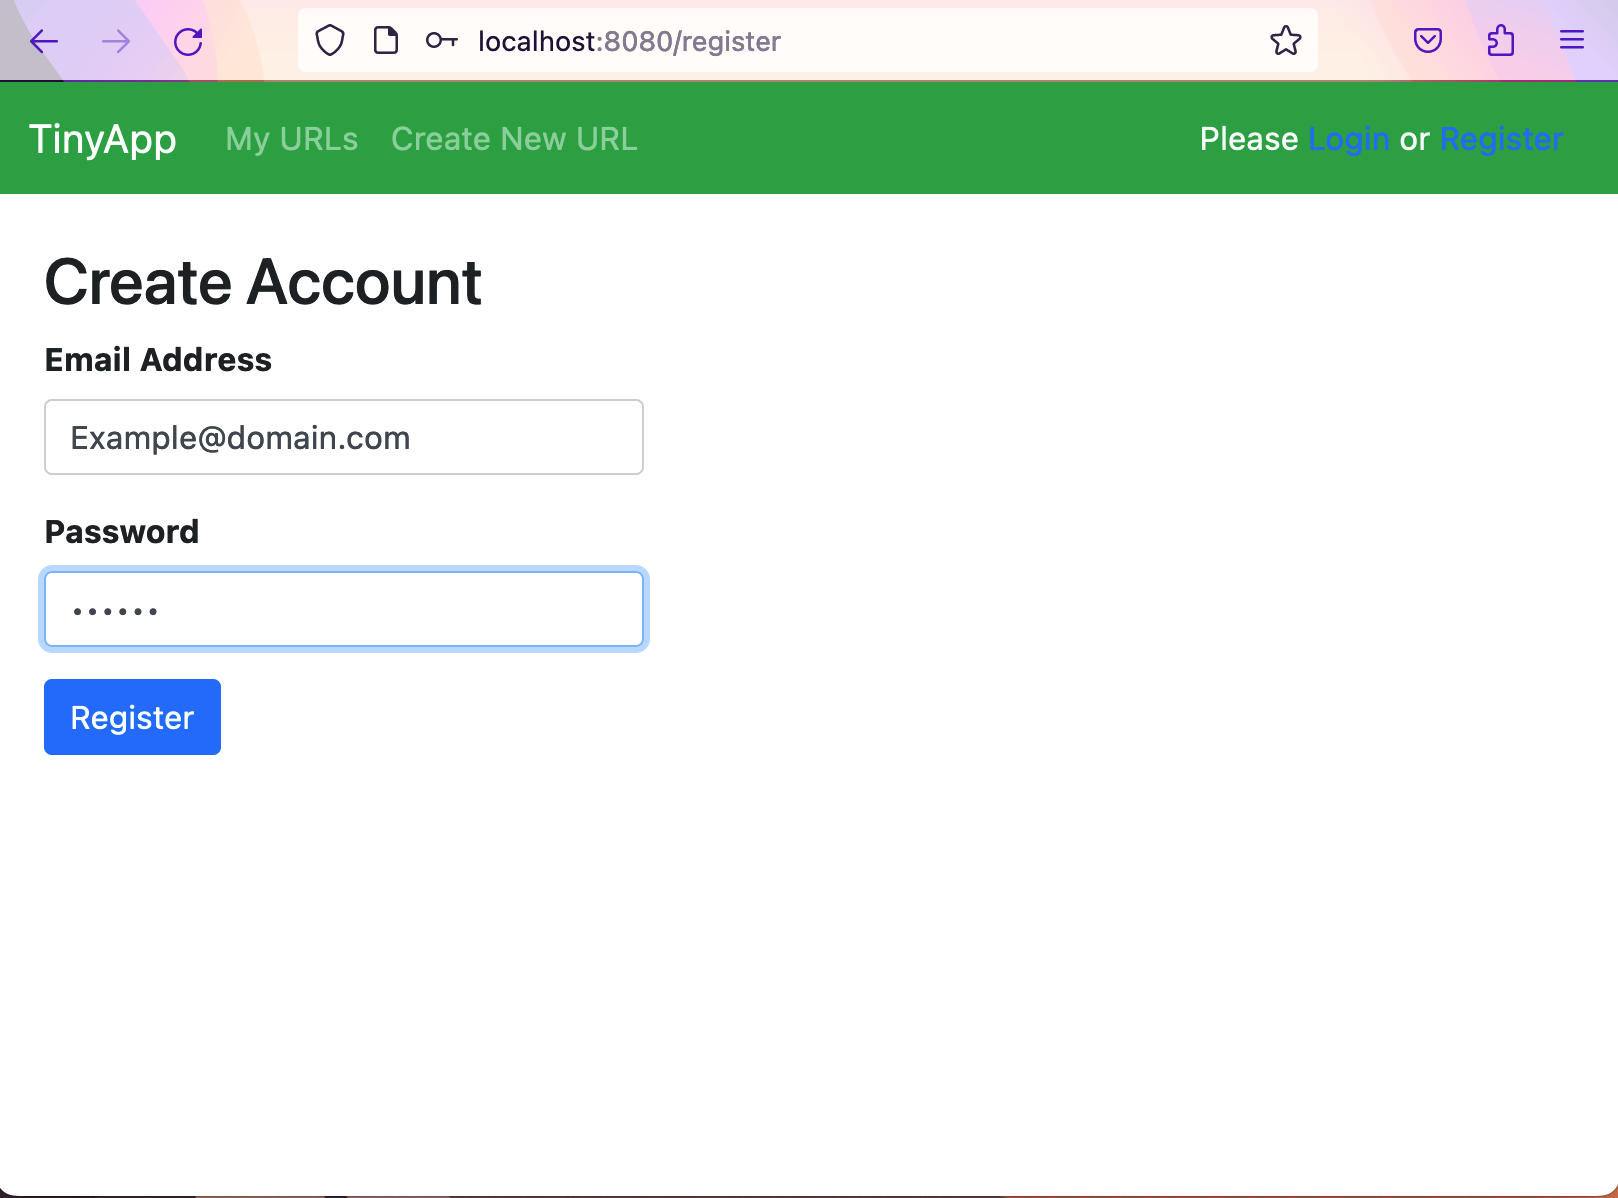 localhost:8080/register
TinyApp My URLs Create New URL Please Login or Register
Create Account
Email Address
Example@domain.com
Password
••••••
Register